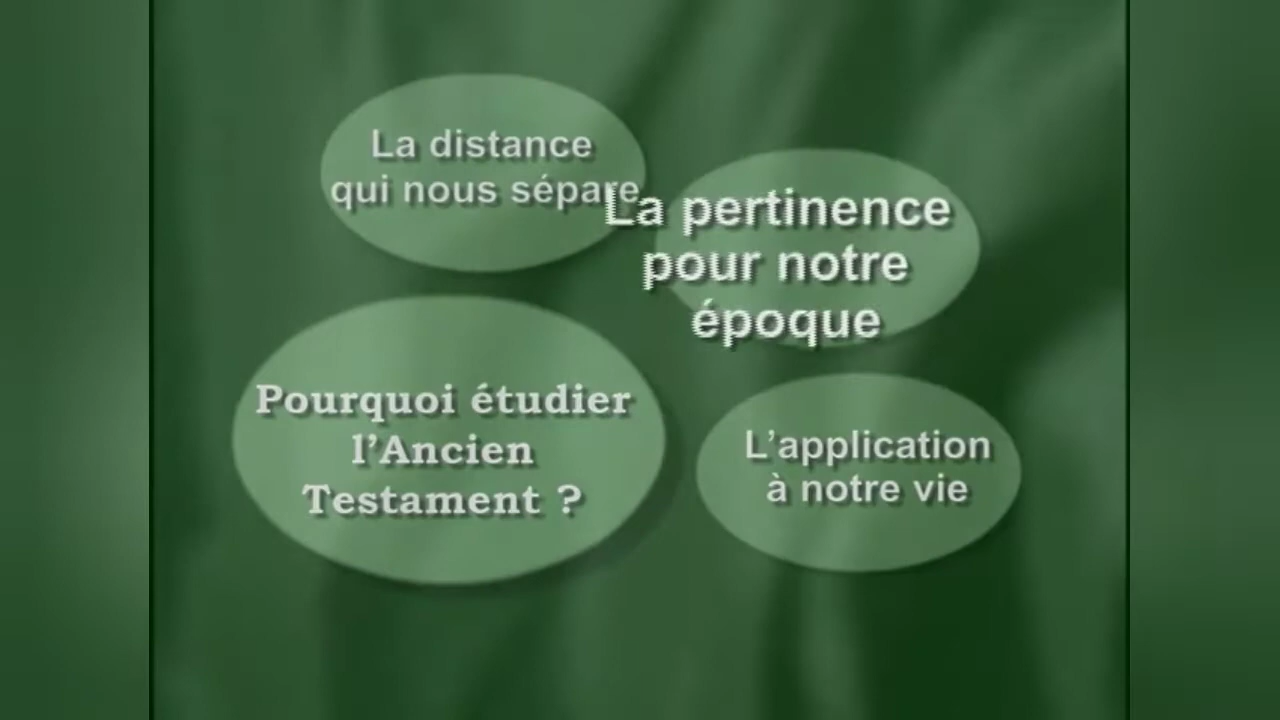 La distance
qui nous sépare
La pertinence
pour notre
époque
Pourquoi étudier
l’Ancien
Testament ?
L’application
à notre vie